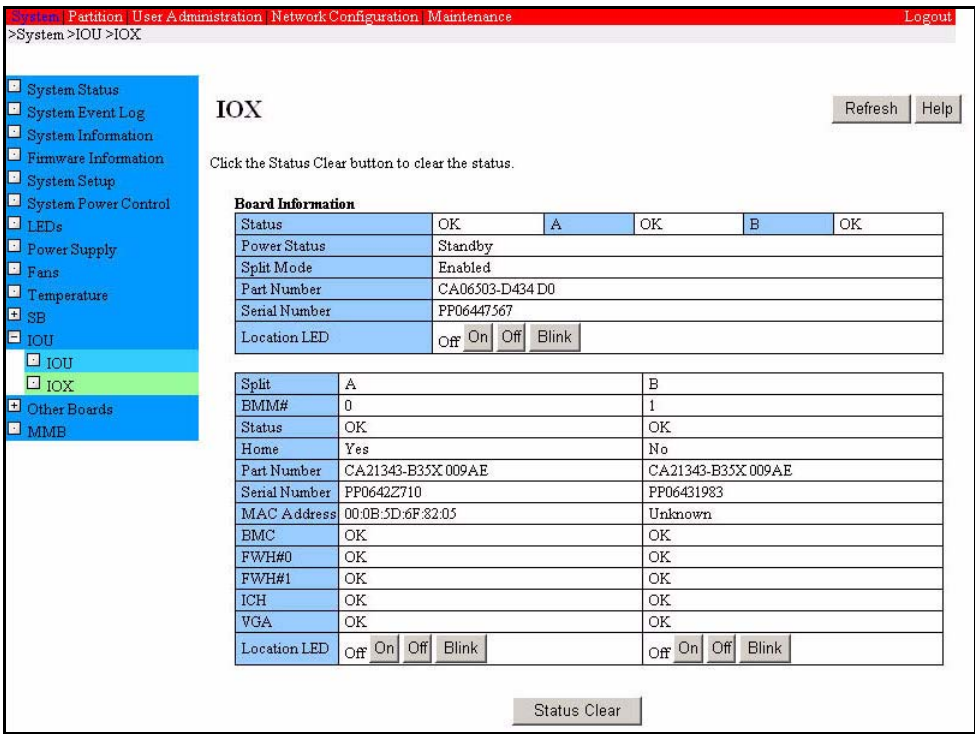 System | Partition | User Administration | Network Configuration | Maintenance Logout
>System >IOU >IOX
System Status
System Event Log
System Information
Firmware Information
System Setup
System Power Control
LEDs
Power Supply
Fans
Temperature
SB
IOU
IOU
IOX
Other Boards
MMB
IOX
Refresh Help
Click the Status Clear button to clear the status.
Board Information
Status OK A OK B OK
Power Status Standby
Split Mode Enabled
Part Number CA06503-D434 D0
Serial Number PP06447567
Location LED Off On Off Blink
Split A B
BMM# 0 1
Status OK OK
Home Yes No
Part Number CA21343-B35X 009AE CA21343-B35X 009AE
Serial Number PP0642Z710 PP06431983
MAC Address 00:0B:5D:6F:82:05 Unknown
BMC OK OK
FWH#0 OK OK
FWH#1 OK OK
ICH OK OK
VGA OK OK
Location LED Off On Off Blink Off On Off Blink
Status Clear